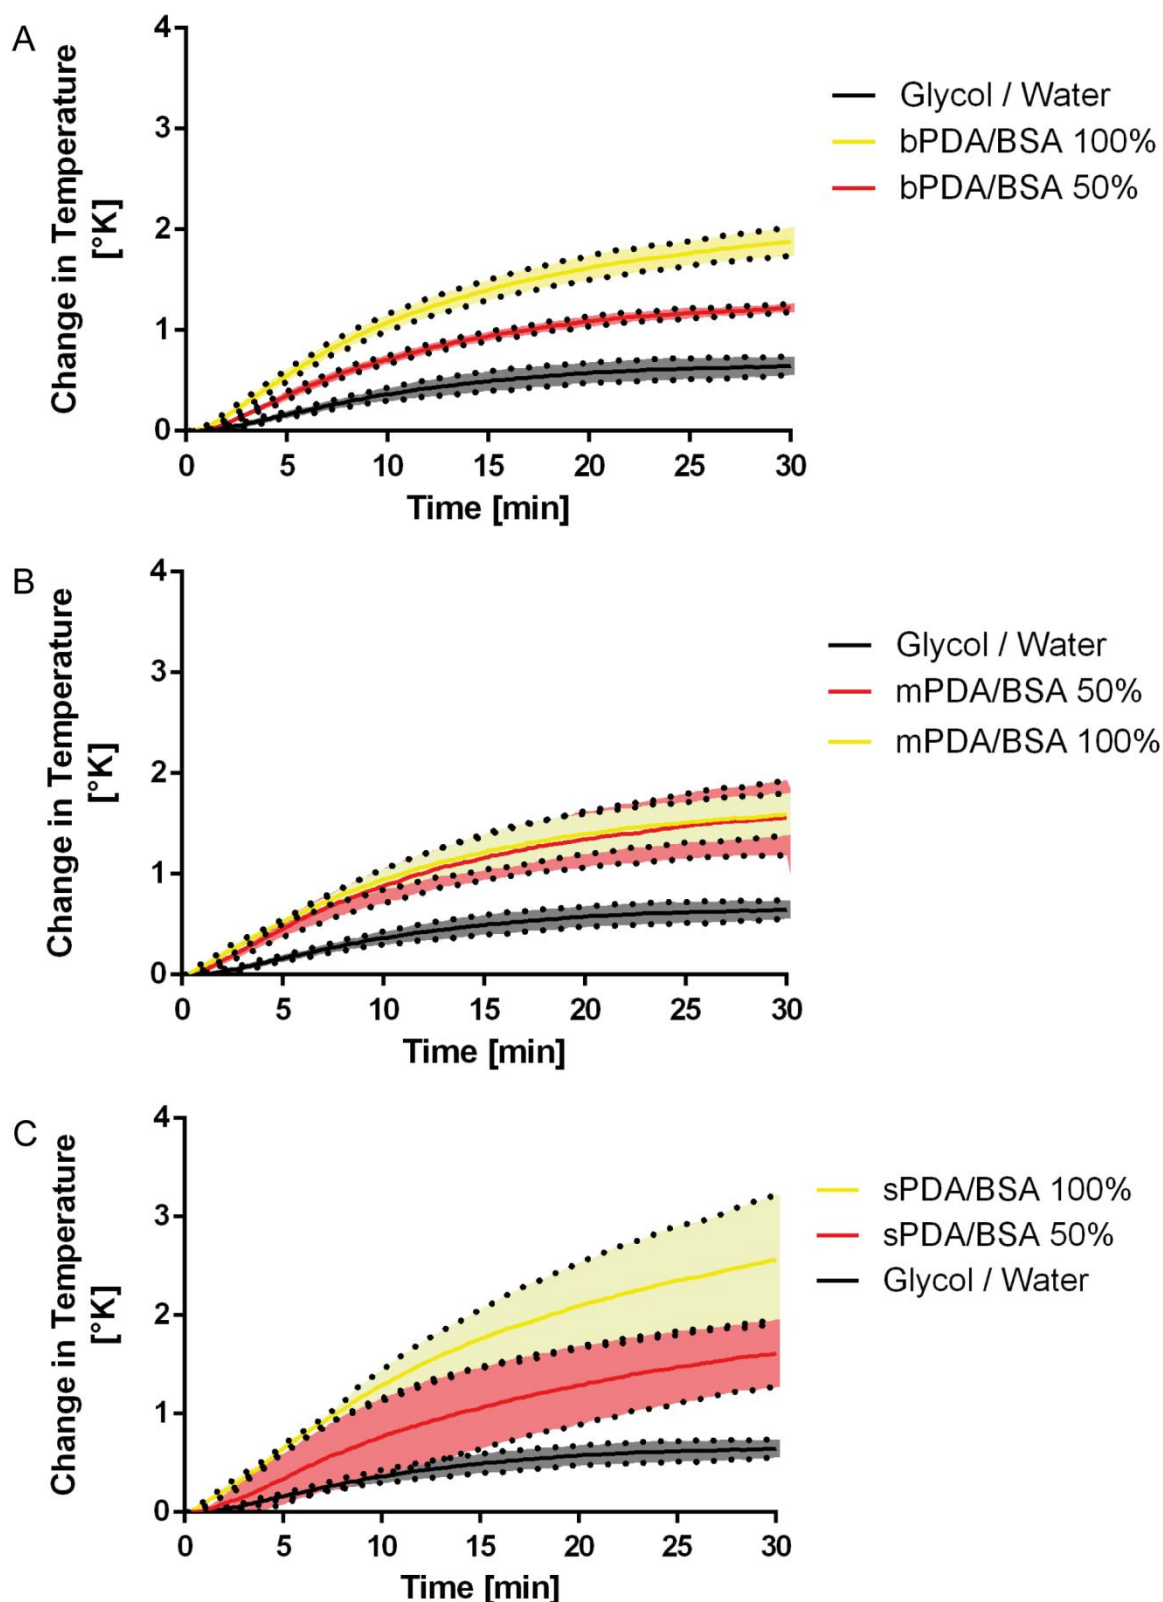 A
Change in Temperature
[°K]
4
3
2
1
0
0 5 10 15 20 25 30
Time [min]
Glycol / Water
bPDA/BSA 100%
bPDA/BSA 50%
B
Change in Temperature
[°K]
4
3
2
1
0
0 5 10 15 20 25 30
Time [min]
Glycol / Water
mPDA/BSA 50%
mPDA/BSA 100%
C
Change in Temperature
[°K]
4
3
2
1
0
0 5 10 15 20 25 30
Time [min]
sPDA/BSA 100%
sPDA/BSA 50%
Glycol / Water